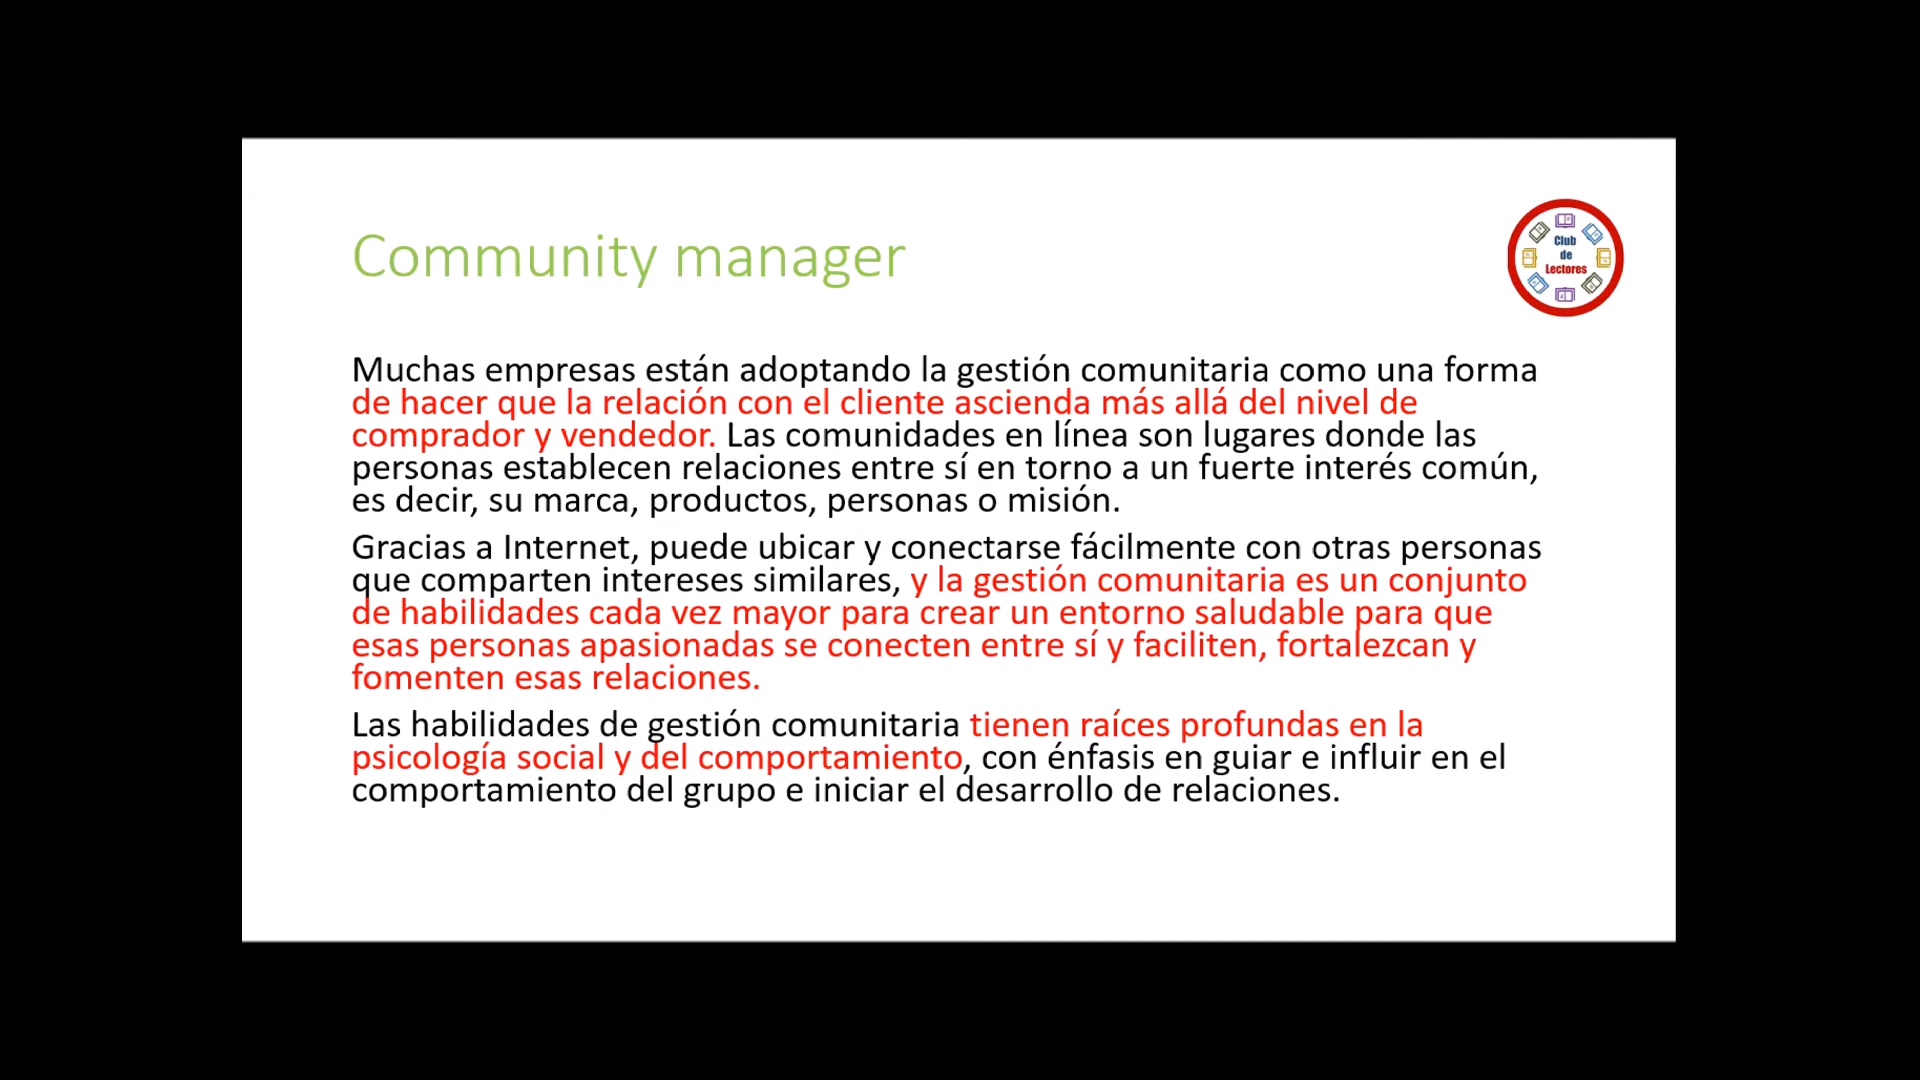 Community manager
Club
de
Lectores
Muchas empresas están adoptando la gestión comunitaria como una forma
de hacer que la relación con el cliente ascienda más allá del nivel de
comprador y vendedor. Las comunidades en línea son lugares donde las
personas establecen relaciones entre sí en torno a un fuerte interés común,
es decir, su marca, productos, personas o misión.
Gracias a Internet, puede ubicar y conectarse fácilmente con otras personas
que comparten intereses similares, y la gestión comunitaria es un conjunto
de habilidades cada vez mayor para crear un entorno saludable para que
esas personas apasionadas se conecten entre sí y faciliten, fortalezcan y
fomenten esas relaciones.
Las habilidades de gestión comunitaria tienen raíces profundas en la
psicología social y del comportamiento, con énfasis en guiar e influir en el
comportamiento del grupo e iniciar el desarrollo de relaciones.